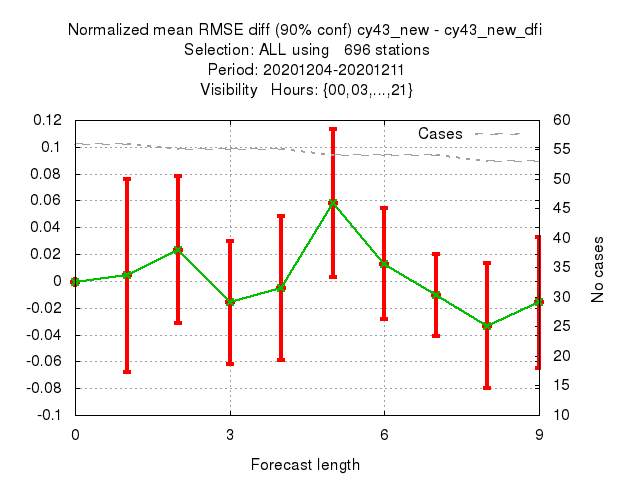 Normalized mean RMSE diff (90% conf) cy43_new - cy43_new_dfi
Selection: ALL using 696 stations
Period: 20201204-20201211
Visibility Hours: {00,03,...,21}
Cases
0.12
0.1
0.08
0.06
0.04
0.02
0
-0.02
-0.04
-0.06
-0.08
-0.1
60
55
50
45
40
35
30
25
20
15
10
No cases
0 3 6 9
Forecast length